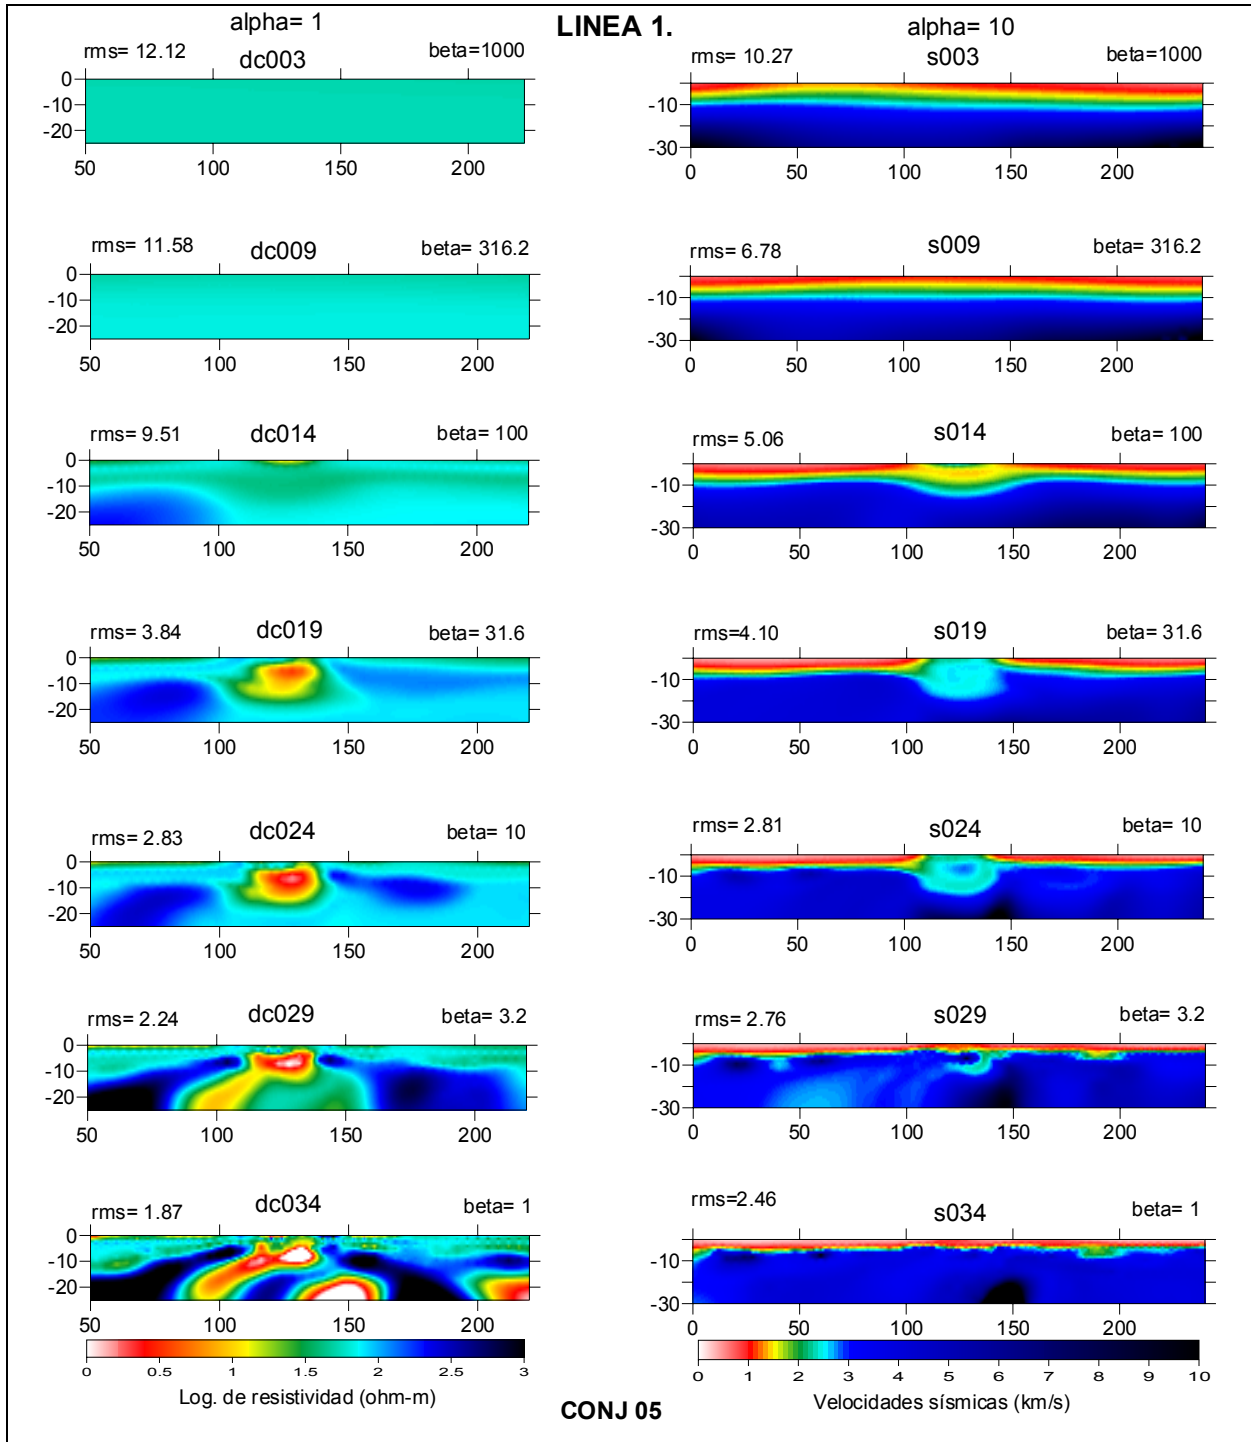 alpha= 1
LINEA 1.
alpha= 10
rms= 12.12 dc003 beta=1000
0
-10
-20
50 100 150 200
rms= 10.27 s003 beta=1000
-10
-30
0 50 100 150 200
rms= 11.58 dc009 beta= 316.2
0
-10
-20
50 100 150 200
rms= 6.78 s009 beta= 316.2
-10
-30
0 50 100 150 200
rms= 9.51 dc014 beta= 100
0
-10
-20
50 100 150 200
rms= 5.06 s014 beta= 100
-10
-30
0 50 100 150 200
rms= 3.84 dc019 beta= 31.6
0
-10
-20
50 100 150 200
rms=4.10 s019 beta= 31.6
-10
-30
0 50 100 150 200
rms= 2.83 dc024 beta= 10
0
-10
-20
50 100 150 200
rms= 2.81 s024 beta= 10
-10
-30
0 50 100 150 200
rms= 2.24 dc029 beta= 3.2
0
-10
-20
50 100 150 200
rms= 2.76 s029 beta= 3.2
-10
-30
0 50 100 150 200
rms= 1.87 dc034 beta= 1
0
-10
-20
50 100 150 200
rms=2.46 s034 beta= 1
-10
-30
0 50 100 150 200
0 0.5 1 1.5 2 2.5 3
Log. de resistividad (ohm-m)
0 1 2 3 4 5 6 7 8 9 10
Velocidades sísmicas (km/s)
CONJ 05